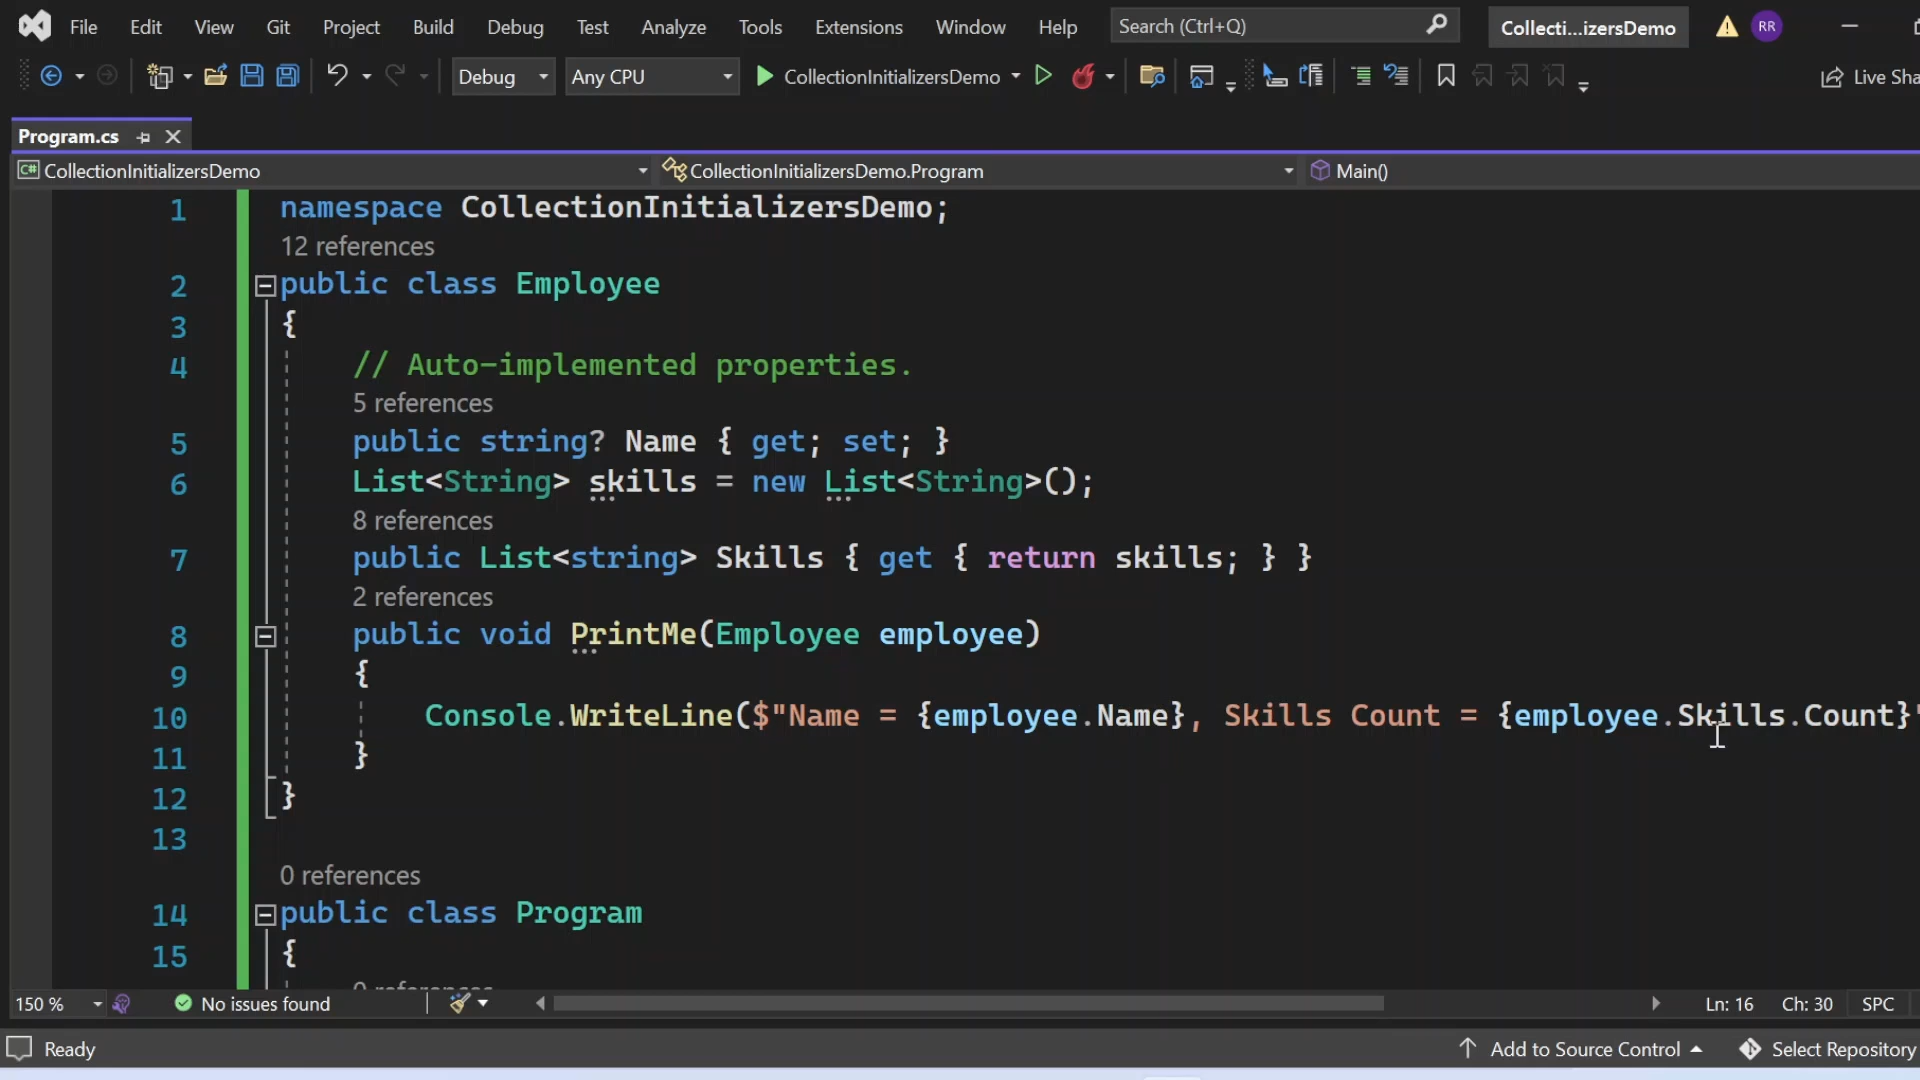 File Edit View Git Project Build Debug Test Analyze Tools Extensions Window Help Search (Ctrl+Q) Collecti...izersDemo RR
Debug Any CPU CollectionInitializersDemo Live Sha
Program.cs
C# CollectionInitializersDemo CollectionInitializersDemo.Program Main()
1 namespace CollectionInitializersDemo;
12 references
2 public class Employee
3 {
4 // Auto-implemented properties.
5 references
5 public string? Name { get; set; }
6 List<String> skills = new List<String>();
8 references
7 public List<string> Skills { get { return skills; } }
2 references
8 public void PrintMe(Employee employee)
9 {
10 Console.WriteLine($"Name = {employee.Name}, Skills Count = {employee.Skills.Count}"
11 }
12 }
13
0 references
14 public class Program
15 {
0 references
150 % No issues found Ln: 16 Ch: 30 SPC
Ready Add to Source Control Select Repository